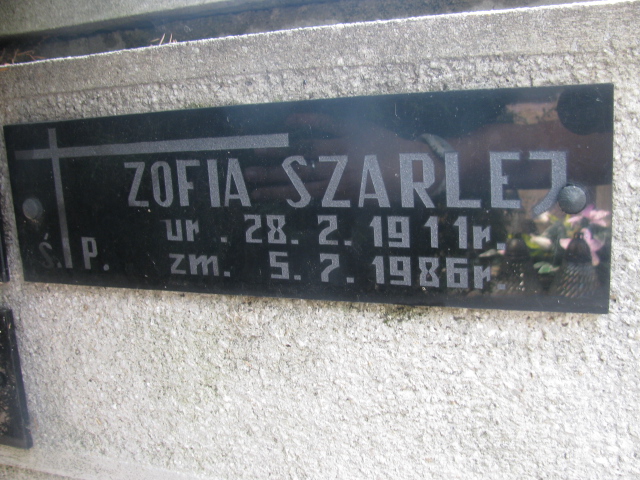 ZOFIA SZARLEJ
ur. 28. 2. 1911r.
Ś. P. zm. 5. 7. 1986r.